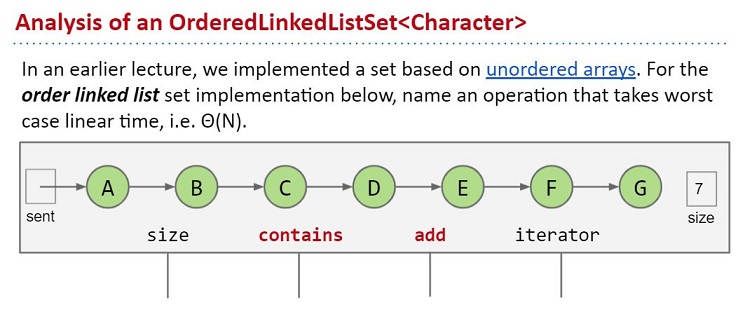 Analysis of an OrderedLinkedListSet<Character>
In an earlier lecture, we implemented a set based on unordered arrays. For the
order linked list set implementation below, name an operation that takes worst
case linear time, i.e. Θ(N).
A B C D E F G 7
sent size
size contains add iterator